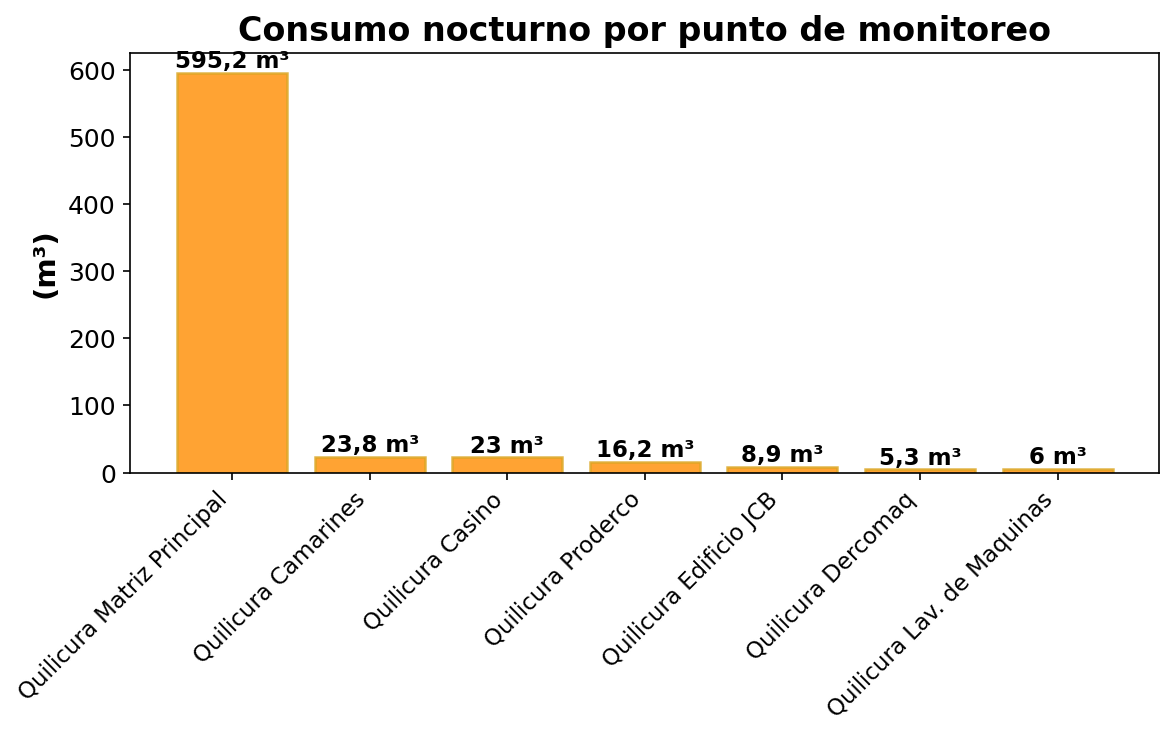 Consumo nocturno por punto de monitoreo
595,2 m³
23,8 m³
23 m³
16,2 m³
8,9 m³
5,3 m³
6 m³
600
500
400
300
200
100
0
(m³)
Quilicura Matriz Principal
Quilicura Camarines
Quilicura Casino
Quilicura Proderco
Quilicura Edificio JCB
Quilicura Dercomaq
Quilicura Lav. de Maquinas